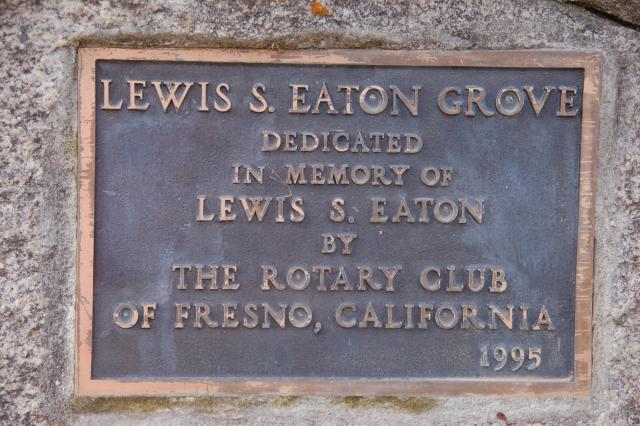 LEWIS S. EATON GROVE
DEDICATED
IN MEMORY OF
LEWIS S. EATON
BY
THE ROTARY CLUB
OF FRESNO, CALIFORNIA
1995